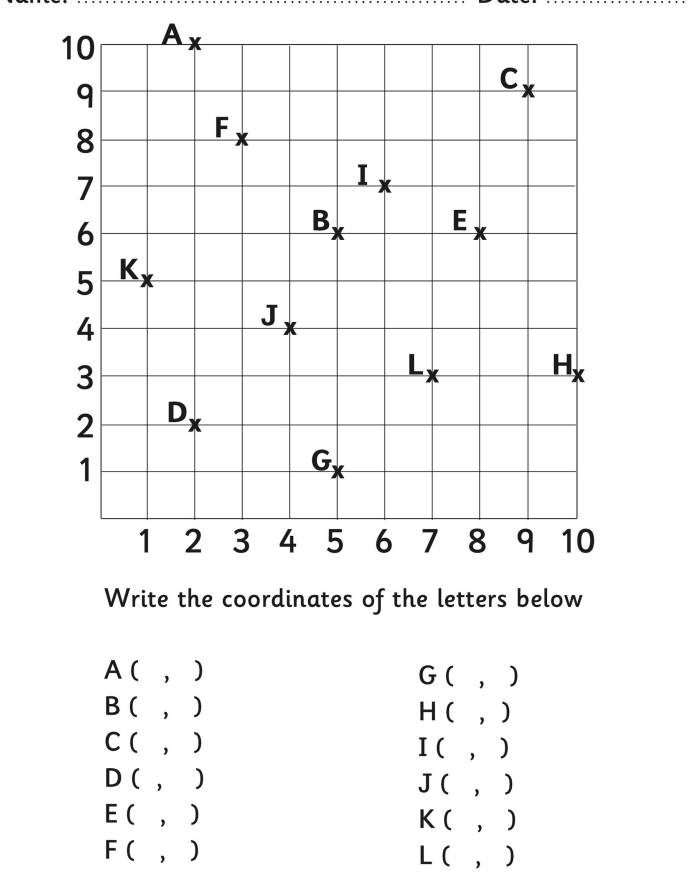 Name: ........................................................ Date: ....................
A
10
C
9
F
8
I
7
B E
6
K
5
J
4
L H
3
D
2
G
1
1 2 3 4 5 6 7 8 9 10
Write the coordinates of the letters below
A ( , )
B ( , )
C ( , )
D ( , )
E ( , )
F ( , )
G ( , )
H ( , )
I ( , )
J ( , )
K ( , )
L ( , )